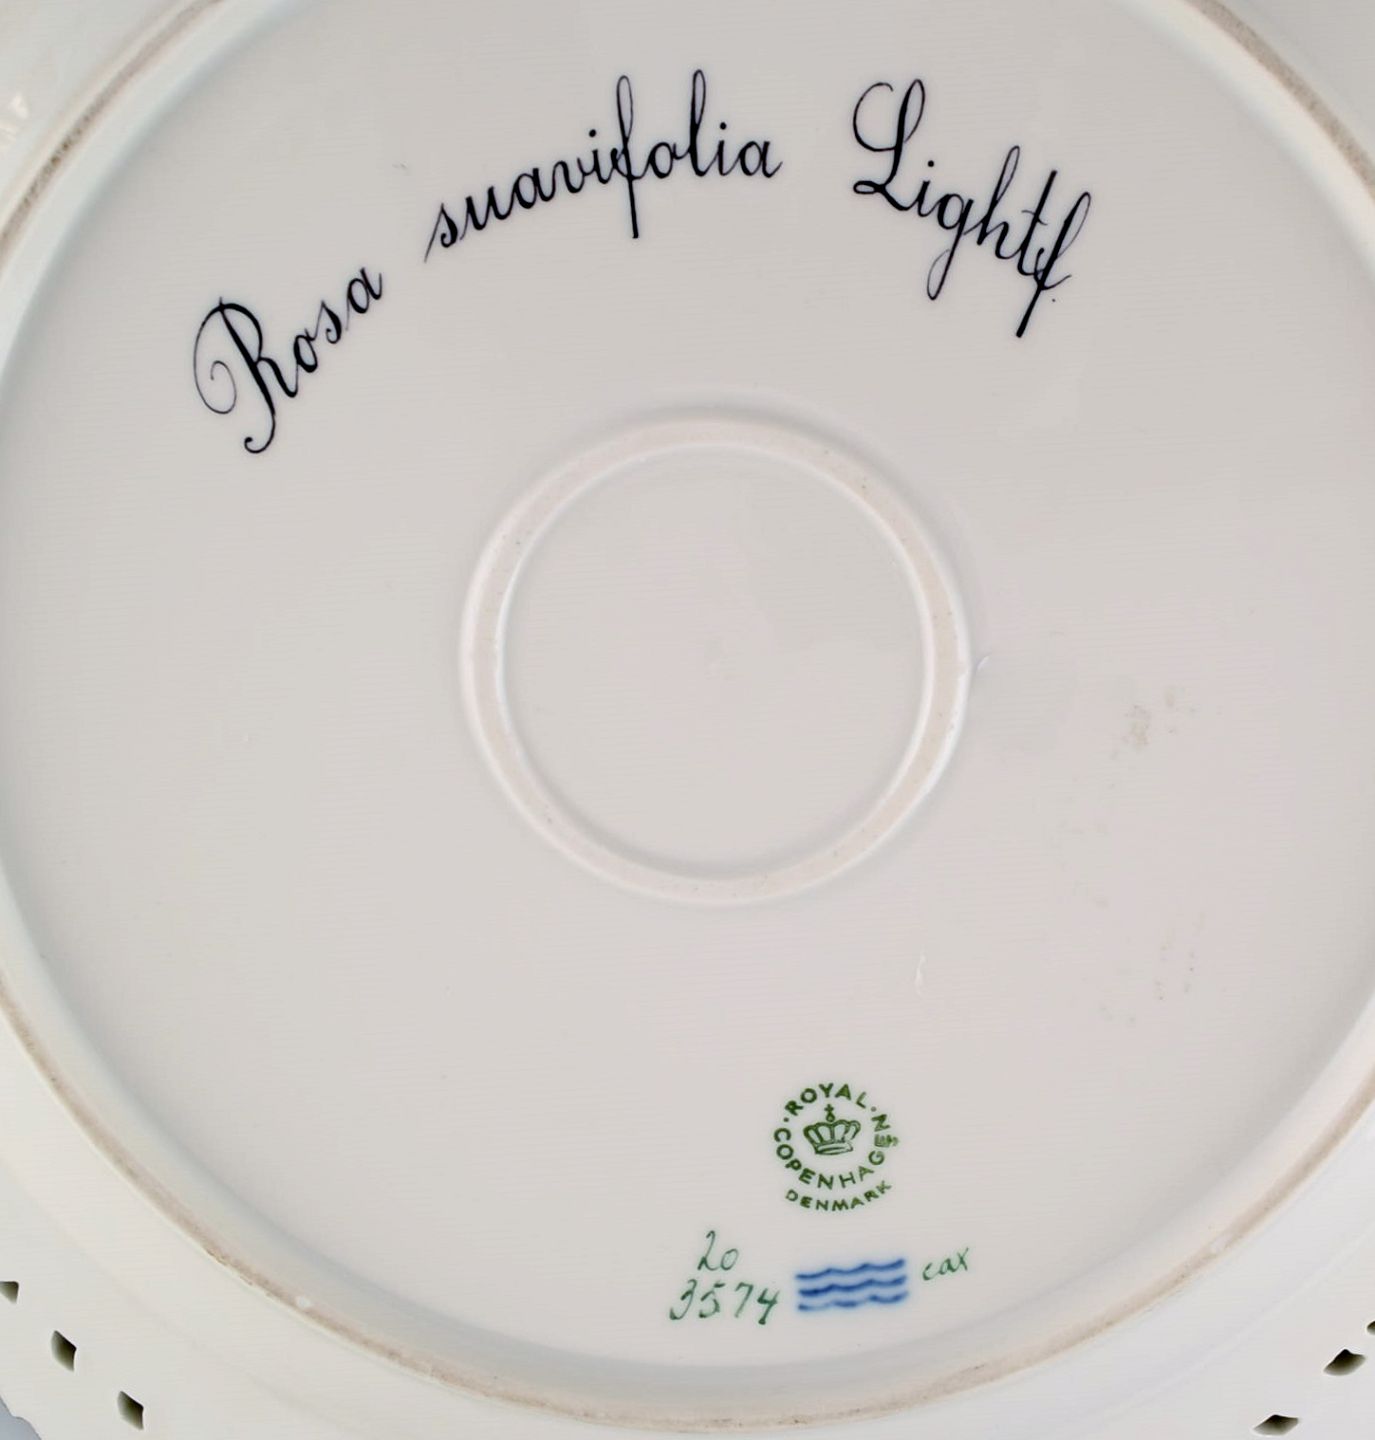 Rosa suavifolia Lightf.
ROYAL COPENHAGEN
DENMARK
20
3574 cax